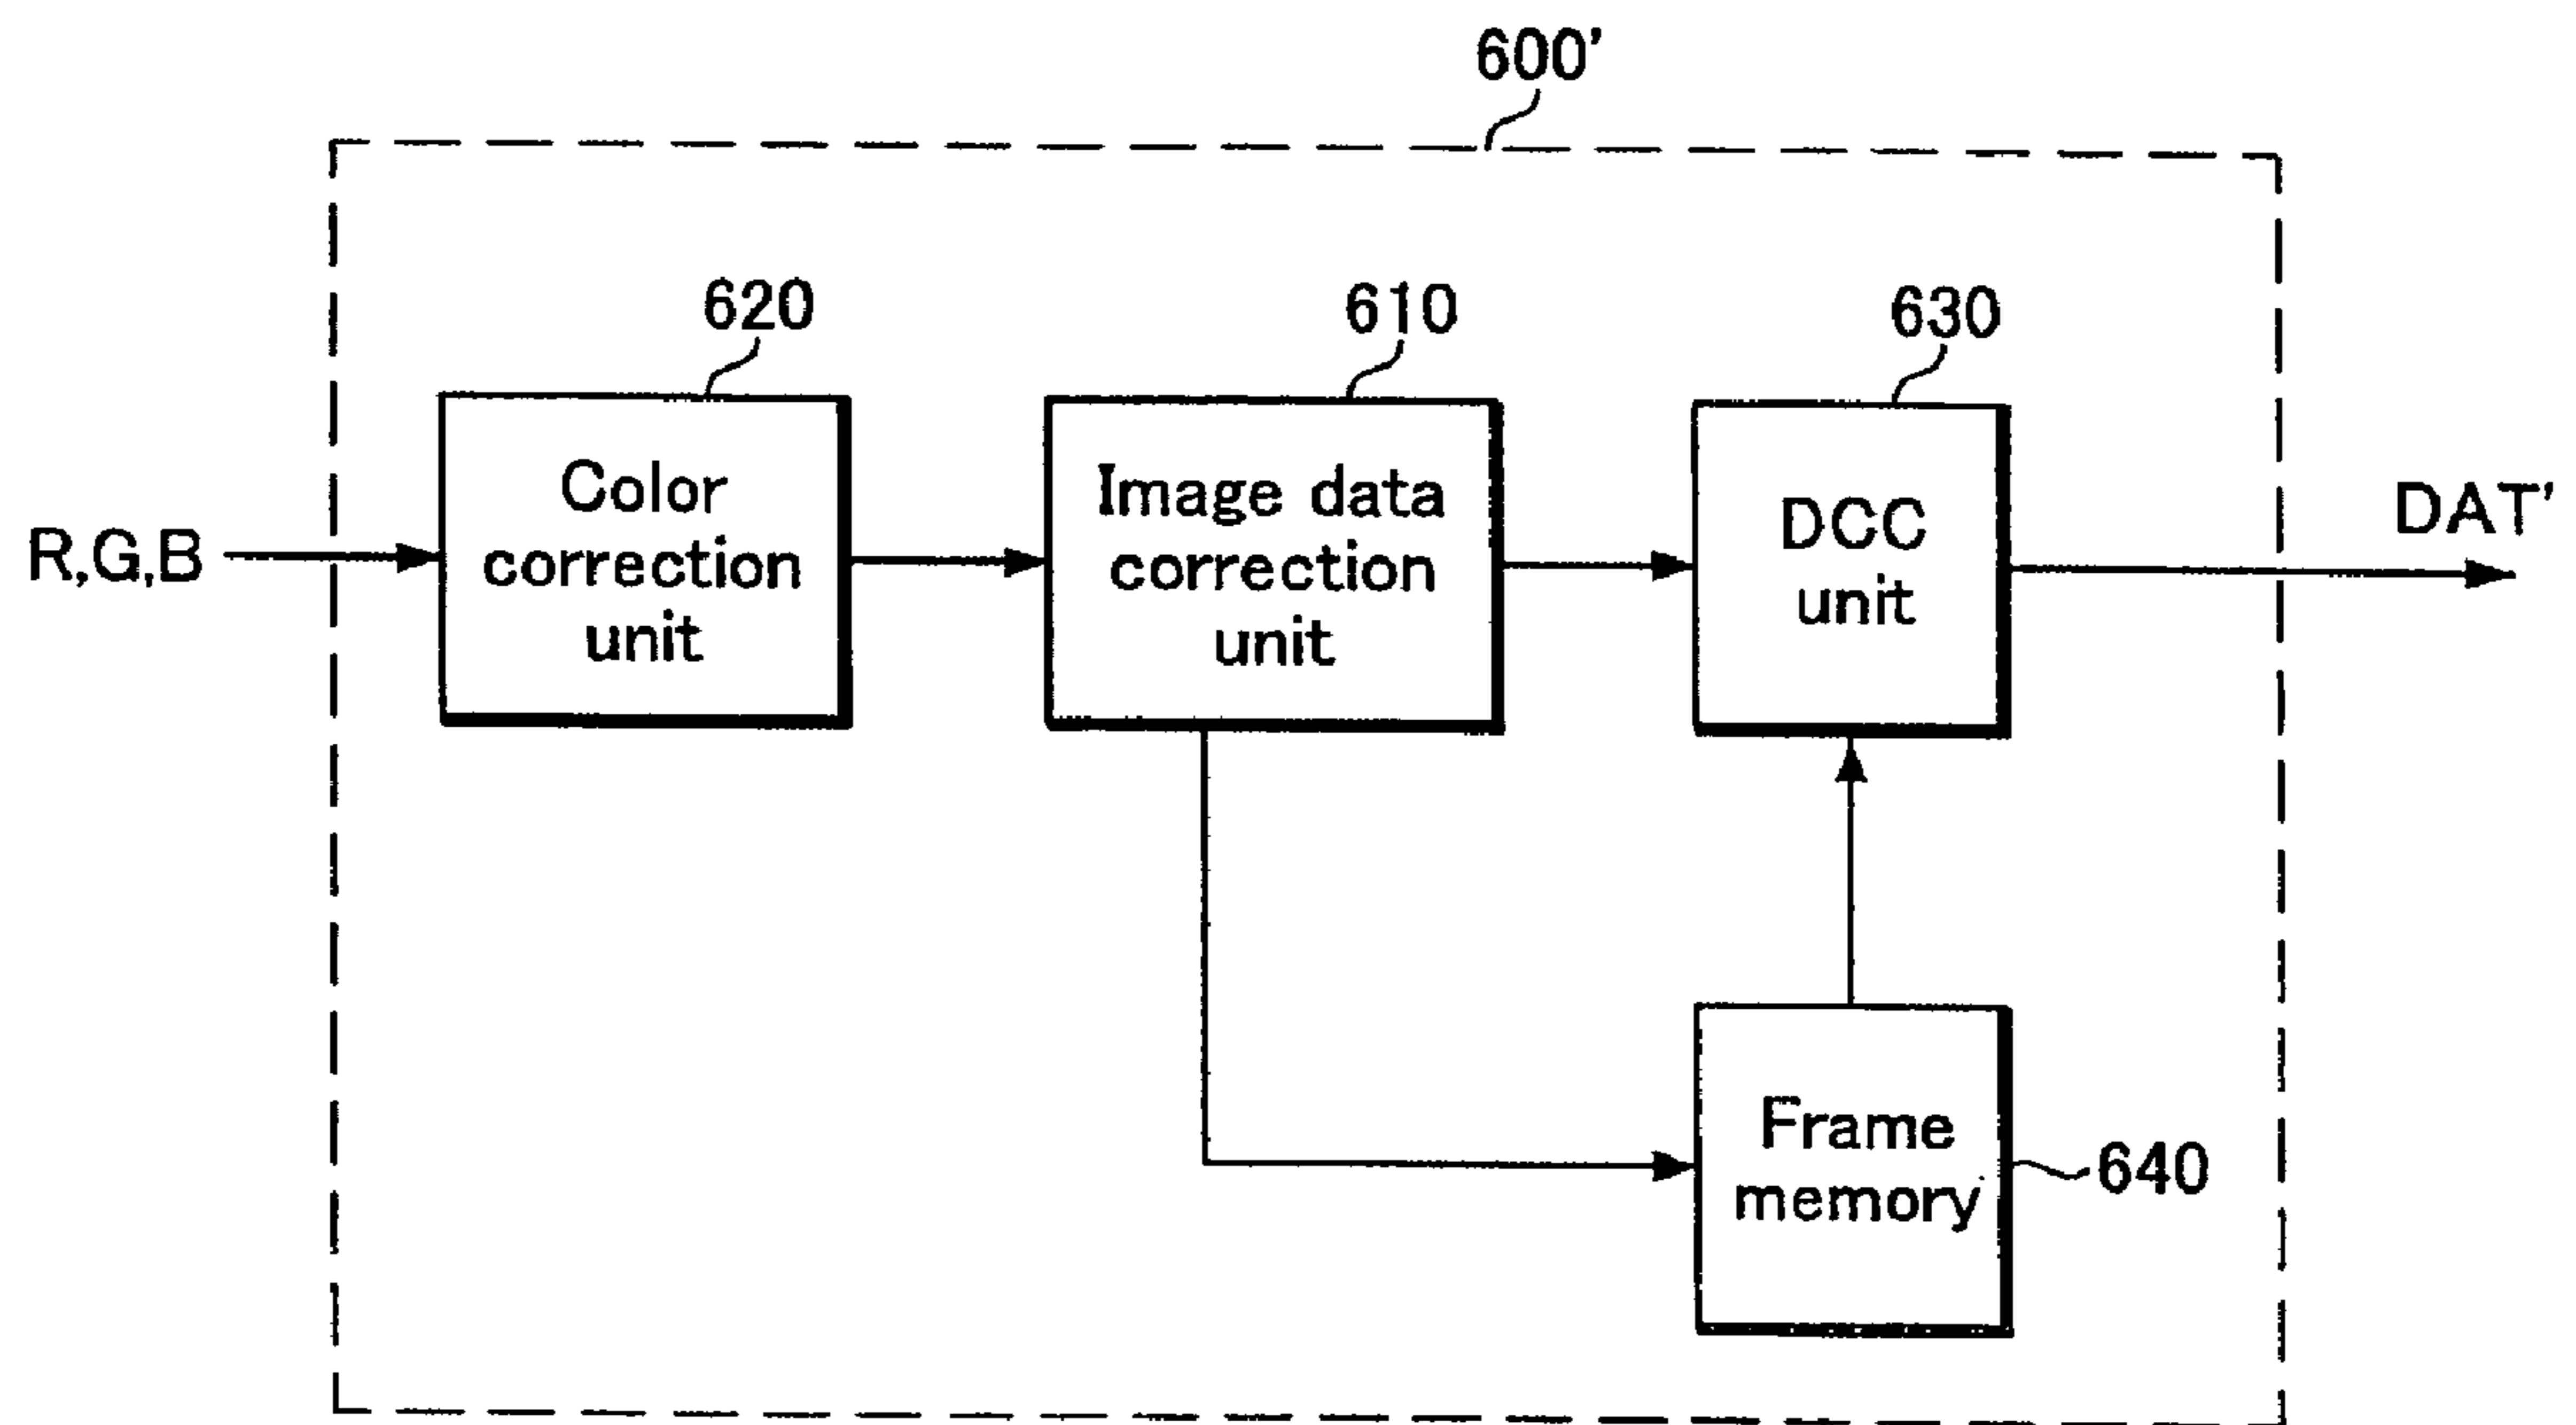 600'
620
610
630
R,G,B
Color
correction
unit
Image data
correction
unit
DCC
unit
DAT'
Frame
memory
640